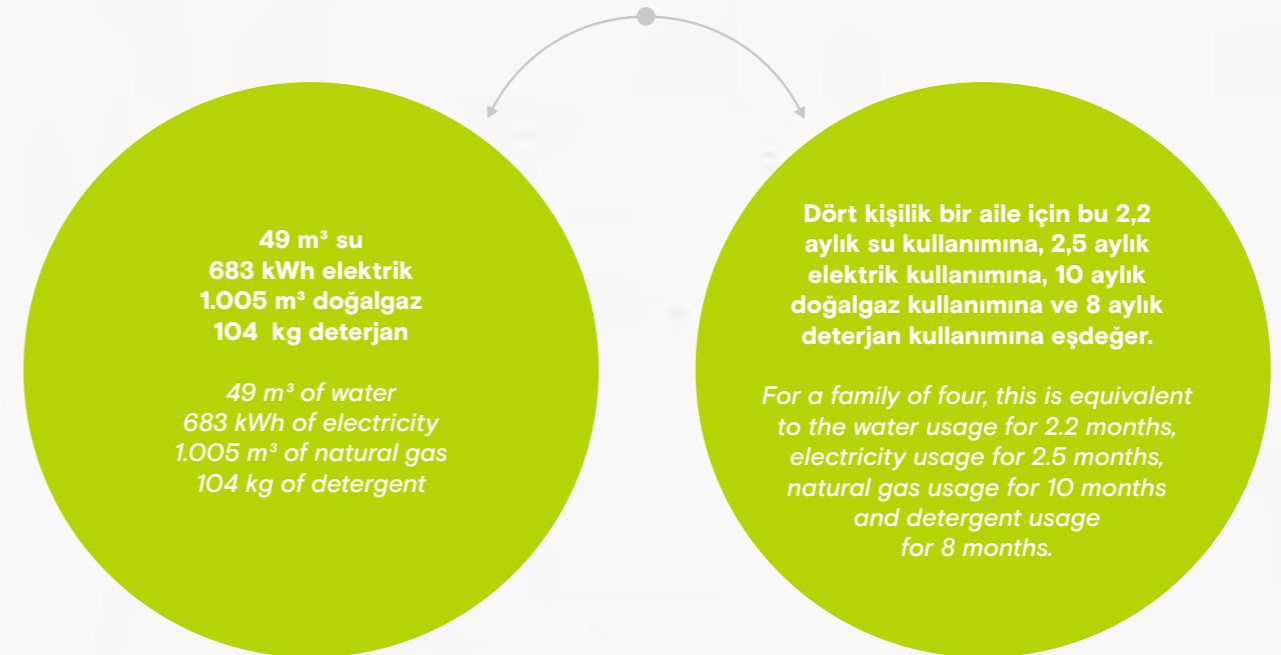 49 m³ su
683 kWh elektrik
1.005 m³ doğalgaz
104 kg deterjan
49 m³ of water
683 kWh of electricity
1.005 m³ of natural gas
104 kg of detergent
Dört kişilik bir aile için bu 2,2
aylık su kullanımına, 2,5 aylık
elektrik kullanımına, 10 aylık
doğalgaz kullanımına ve 8 aylık
deterjan kullanımına eşdeğer.
For a family of four, this is equivalent
to the water usage for 2.2 months,
electricity usage for 2.5 months,
natural gas usage for 10 months
and detergent usage
for 8 months.